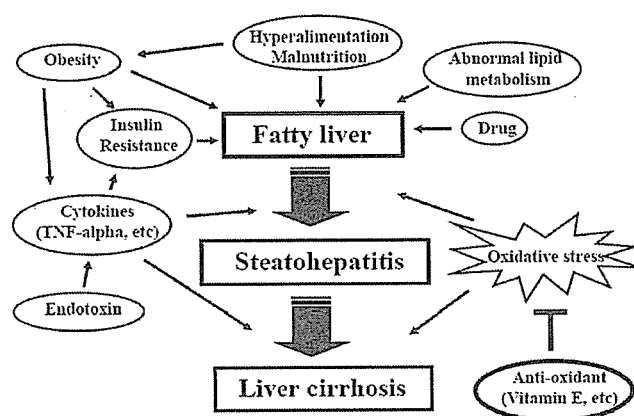 Hyperalimentation
Malnutrition
Obesity
Abnormal lipid
metabolism
Insulin
Resistance
Fatty liver
Drug
Cytokines
(TNF-alpha, etc)
Steatohepatitis
Oxidative stress
Endotoxin
Liver cirrhosis
Anti-oxidant
(Vitamin E, etc)